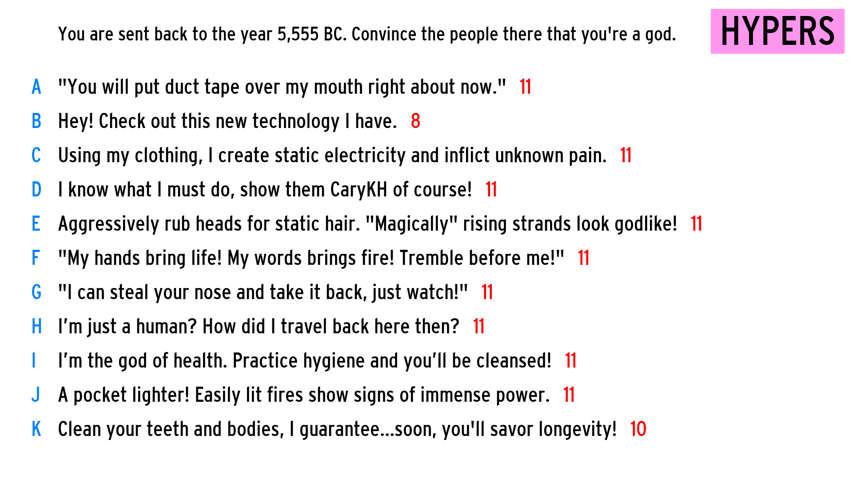 You are sent back to the year 5,555 BC. Convince the people there that you're a god.
HYPERS
A "You will put duct tape over my mouth right about now." 11
B Hey! Check out this new technology I have. 8
C Using my clothing, I create static electricity and inflict unknown pain. 11
D I know what I must do, show them CaryKH of course! 11
E Aggressively rub heads for static hair. "Magically" rising strands look godlike! 11
F "My hands bring life! My words brings fire! Tremble before me!" 11
G "I can steal your nose and take it back, just watch!" 11
H I’m just a human? How did I travel back here then? 11
I I’m the god of health. Practice hygiene and you’ll be cleansed! 11
J A pocket lighter! Easily lit fires show signs of immense power. 11
K Clean your teeth and bodies, I guarantee...soon, you'll savor longevity! 10